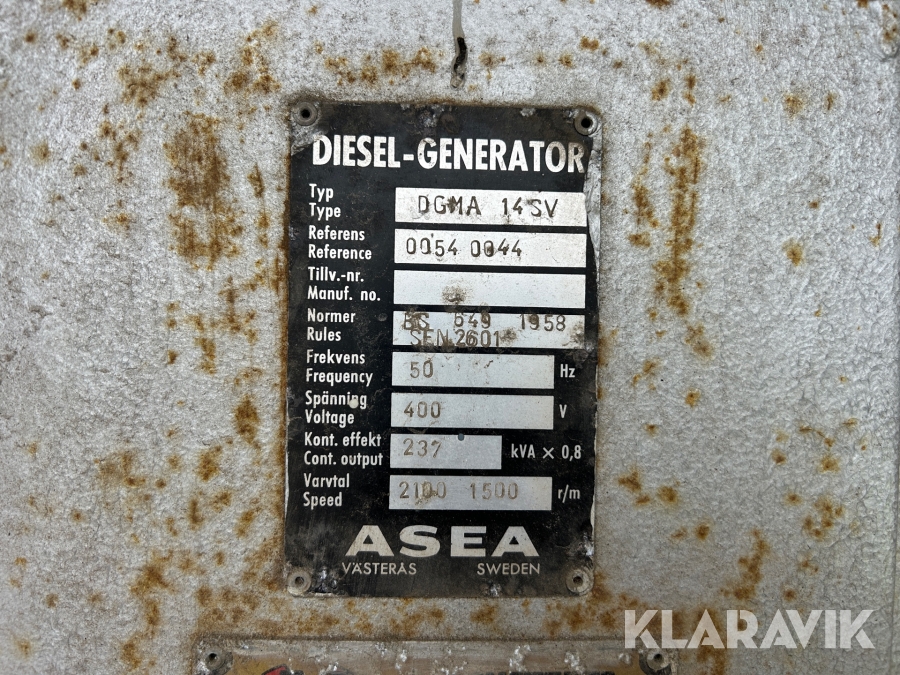 DIESEL-GENERATOR
Typ
Type DGMA 14SV
Referens
Reference 0054 0044
Tillv.-nr.
Manuf. no.
Normer BS 649 1958
Rules SEN 2601
Frekvens
Frequency 50 Hz
Spänning
Voltage 400 V
Kont. effekt
Cont. output 237 kVA × 0,8
Varvtal
Speed 2100 1500 r/m
ASEA
VÄSTERÅS SWEDEN
KLARAVIK